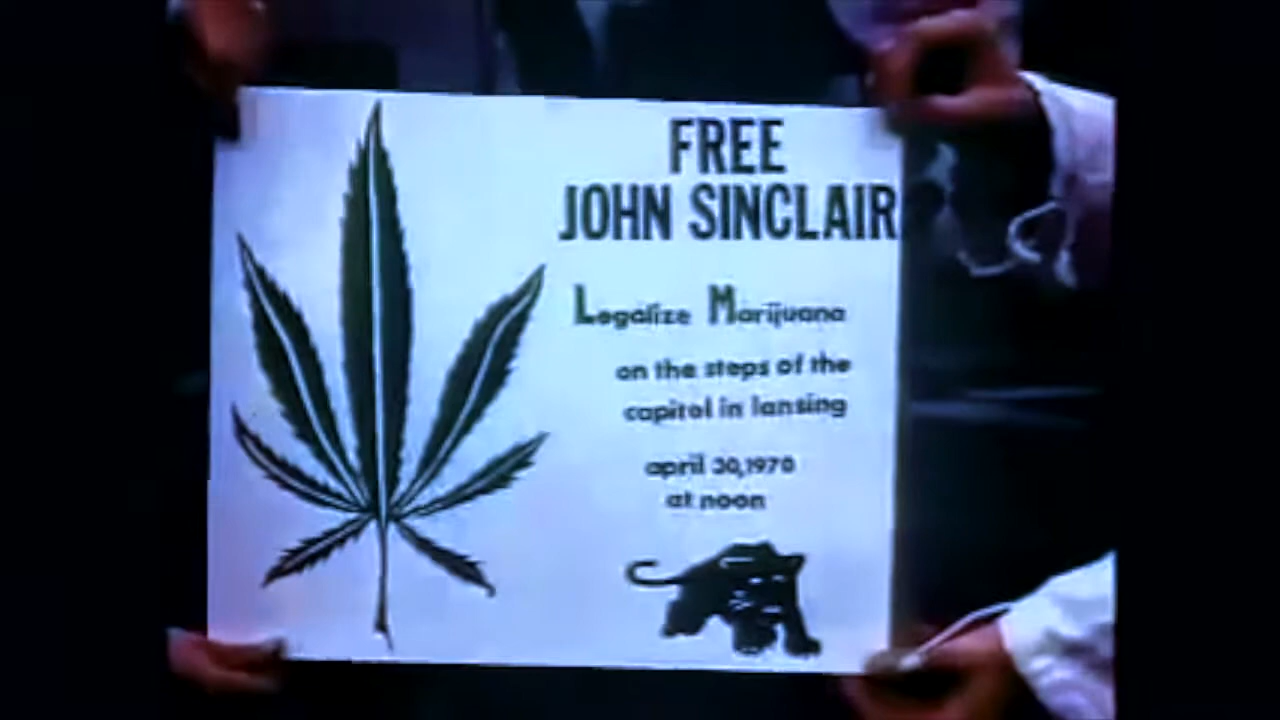 FREE
JOHN SINCLAIR
Legalize Marijuana
on the steps of the
capitol in lansing
april 30,1970
at noon